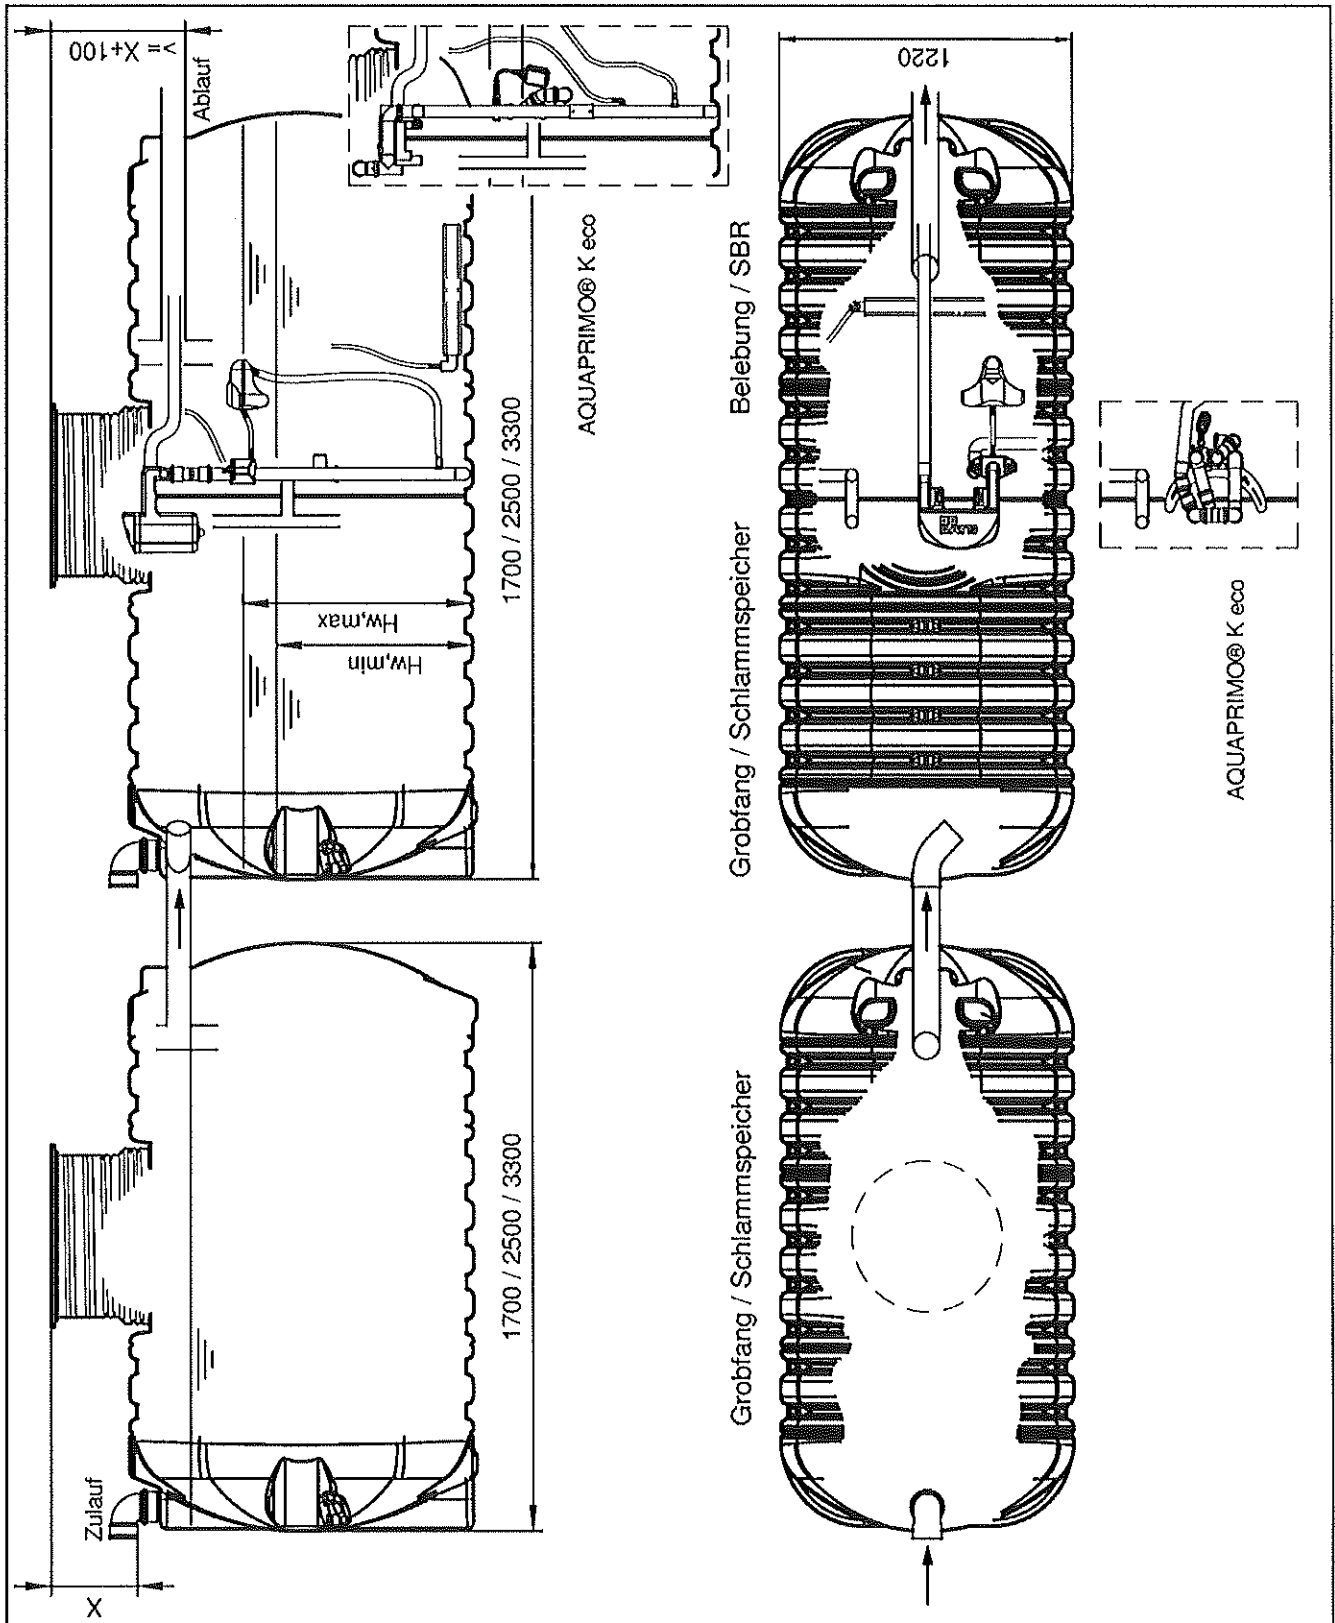 X+100
Ablauf
AQUAPRIMO® K eco
Hw,max
Hw,min
1700 / 2500 / 3300
Zulauf
X
1700 / 2500 / 3300
1220
Belebung / SBR
Grobfang / Schlammspeicher
Grobfang / Schlammspeicher
AQUAPRIMO® K eco